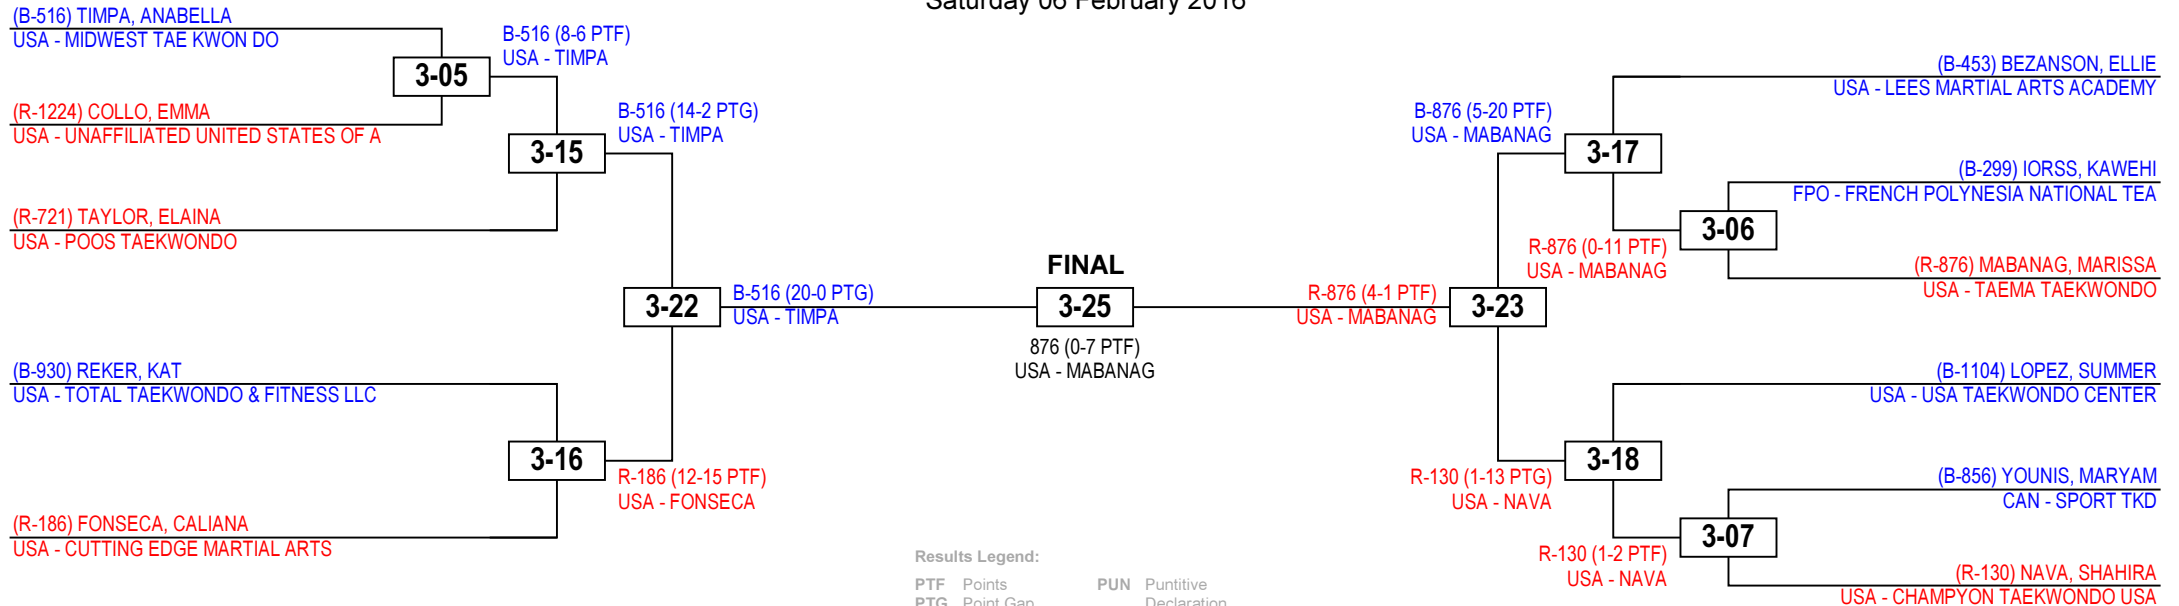 Saturday 06 February 2016
(B-516) TIMPA, ANABELLA
USA - MIDWEST TAE KWON DO
3-05
B-516 (8-6 PTF)
USA - TIMPA
(R-1224) COLLO, EMMA
USA - UNAFFILIATED UNITED STATES OF A
B-516 (14-2 PTG)
USA - TIMPA
3-15
(R-721) TAYLOR, ELAINA
USA - POOS TAEKWONDO
3-22
B-516 (20-0 PTG)
USA - TIMPA
(B-930) REKER, KAT
USA - TOTAL TAEKWONDO & FITNESS LLC
3-16
R-186 (12-15 PTF)
USA - FONSECA
(R-186) FONSECA, CALIANA
USA - CUTTING EDGE MARTIAL ARTS
FINAL
3-25
876 (0-7 PTF)
USA - MABANAG
(B-453) BEZANSON, ELLIE
USA - LEES MARTIAL ARTS ACADEMY
B-876 (5-20 PTF)
USA - MABANAG
3-17
(B-299) IORSS, KAWEHI
FPO - FRENCH POLYNESIA NATIONAL TEA
3-06
R-876 (0-11 PTF)
USA - MABANAG
(R-876) MABANAG, MARISSA
USA - TAEMA TAEKWONDO
R-876 (4-1 PTF)
USA - MABANAG
3-23
(B-1104) LOPEZ, SUMMER
USA - USA TAEKWONDO CENTER
3-18
R-130 (1-13 PTG)
USA - NAVA
(B-856) YOUNIS, MARYAM
CAN - SPORT TKD
3-07
R-130 (1-2 PTF)
USA - NAVA
(R-130) NAVA, SHAHIRA
USA - CHAMPYON TAEKWONDO USA
Results Legend:
PTF Points PUN Puntitive
PTG Point Gap Declaration